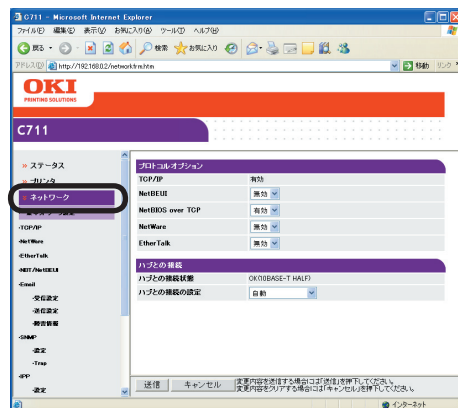 C711 - Microsoft Internet Explorer
ファイル(F) 編集(E) 表示(V) お気に入り(A) ツール(T) ヘルプ(H)
戻る 検索 お気に入り
アドレス(D) http://192.168.0.2/networkfrm.htm 移動 リンク
OKI
PRINTING SOLUTIONS
C711
» ステータス
» プリンタ
» ネットワーク
•TCP/IP
•NetWare
•EtherTalk
•NBT/NetBEUI
•Email
•受信設定
•送信設定
•障害情報
•SNMP
•設定
•Trap
•IPP
•設定
プロトコルオプション
TCP/IP 有効
NetBEUI 無効
NetBIOS over TCP 有効
NetWare 無効
EtherTalk 無効
ハブとの接続
ハブとの接続状態 OK(10BASE-T HALF)
ハブとの接続の設定 自動
送信 キャンセル
変更内容を送信する場合には「送信」を押下してください。
変更内容をクリアする場合には「キャンセル」を押下してください。
インターネット